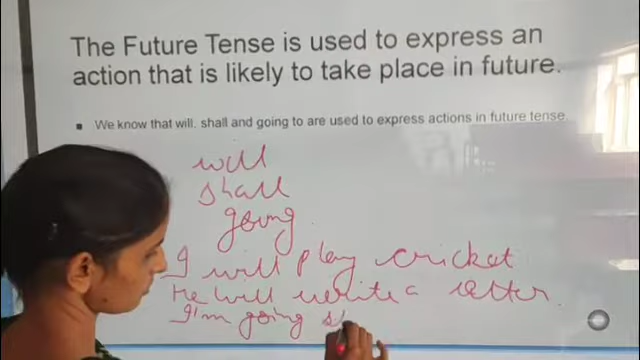 The Future Tense is used to express an
action that is likely to take place in future.
We know that will, shall and going to are used to express actions in future tense.
will
shall
going
I will play cricket
He will write a letter.
I'm going